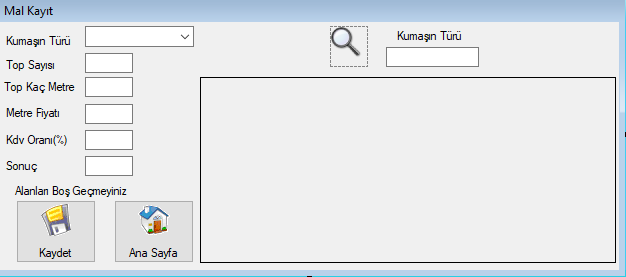 Mal Kayıt
Kumaşın Türü
Kumaşın Türü
Top Sayısı
Top Kaç Metre
Metre Fiyatı
Kdv Oranı(%)
Sonuç
Alanları Boş Geçmeyiniz
Kaydet
Ana Sayfa